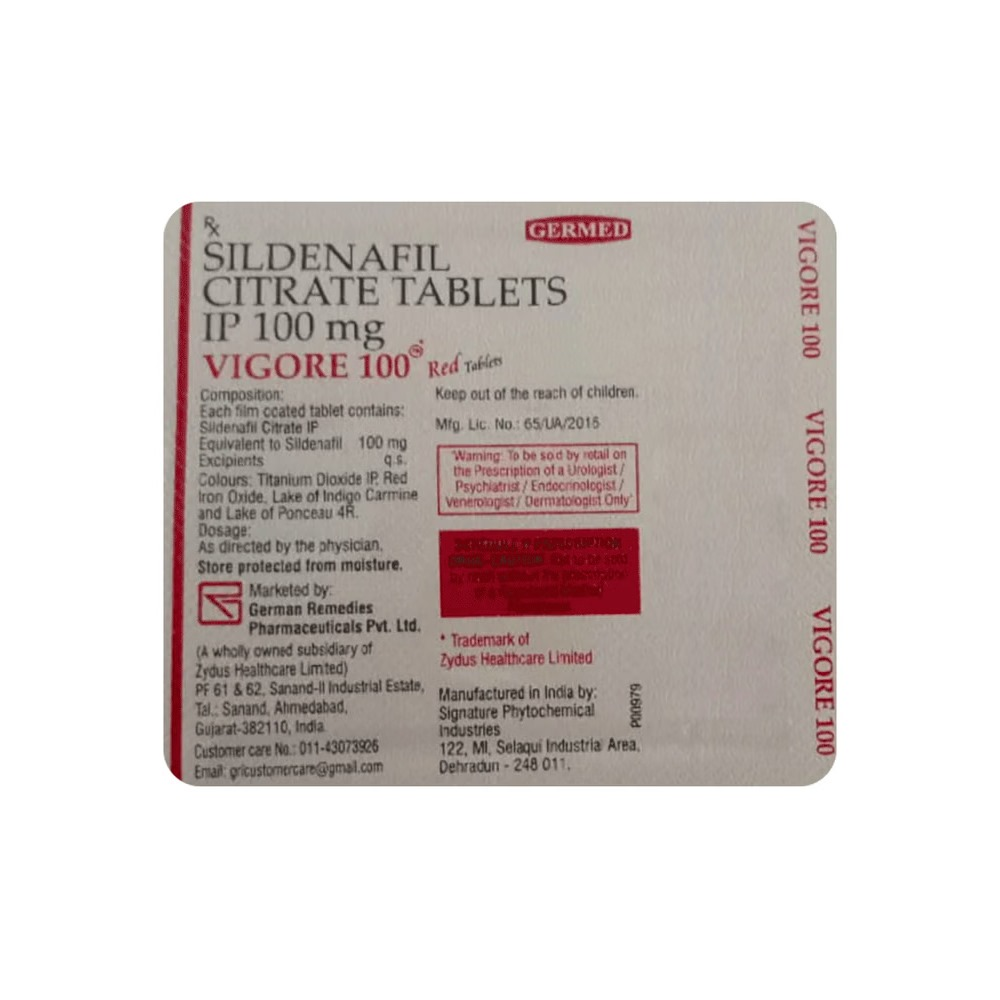 Rx
GERMED
SILDENAFIL
CITRATE TABLETS
IP 100 mg
VIGORE 100* Red Tablets
Composition:
Each film coated tablet contains:
Sildenafil Citrate IP
Equivalent to Sildenafil 100 mg
Excipients q.s.
Colours: Titanium Dioxide IP, Red
Iron Oxide, Lake of Indigo Carmine
and Lake of Ponceau 4R.
Dosage:
As directed by the physician.
Store protected from moisture.
Marketed by:
German Remedies
Pharmaceuticals Pvt. Ltd.
(A wholly owned subsidiary of
Zydus Healthcare Limited)
PF 61 & 62, Sanand-II Industrial Estate,
Tal.: Sanand, Ahmedabad,
Gujarat-382110, India.
Customer care No.: 011-43073926
Email: gricustomercare@gmail.com
Keep out of the reach of children.
Mfg. Lic. No.: 65/UA/2015
"Warning: To be sold by retail on
the Prescription of a Urologist /
Psychiatrist / Endocrinologist /
Venerologist / Dermatologist Only"
* Trademark of
Zydus Healthcare Limited
Manufactured in India by:
Signature Phytochemical
Industries
122, MI, Selaqui Industrial Area,
Dehradun - 248 011.
P00979
VIGORE 100
VIGORE 100
VIGORE 100